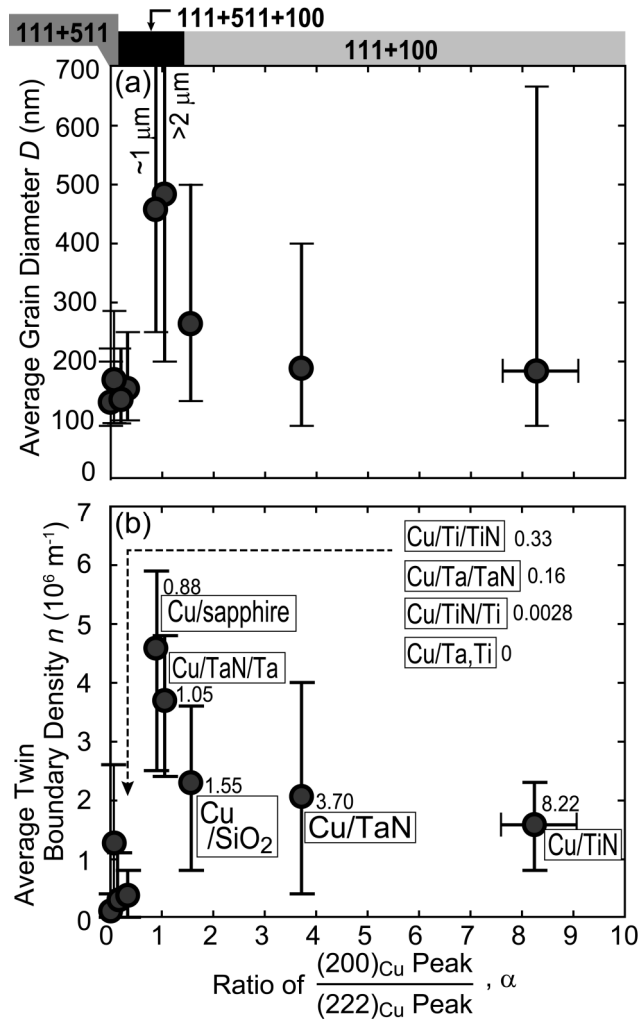 111+511+100
111+511
111+100
(a)
~1 μm
>2 μm
Average Grain Diameter D (nm)
700
600
500
400
300
200
100
0
(b)
Average Twin
Boundary Density n (10⁶ m⁻¹)
7
6
5
4
3
2
1
0
Cu/Ti/TiN 0.33
Cu/Ta/TaN 0.16
Cu/TiN/Ti 0.0028
Cu/Ta,Ti 0
0.88
Cu/sapphire
Cu/TaN/Ta
1.05
1.55
Cu
/SiO₂
3.70
Cu/TaN
8.22
Cu/TiN
0 1 2 3 4 5 6 7 8 9 10
Ratio of (200)Cu Peak / (222)Cu Peak , α